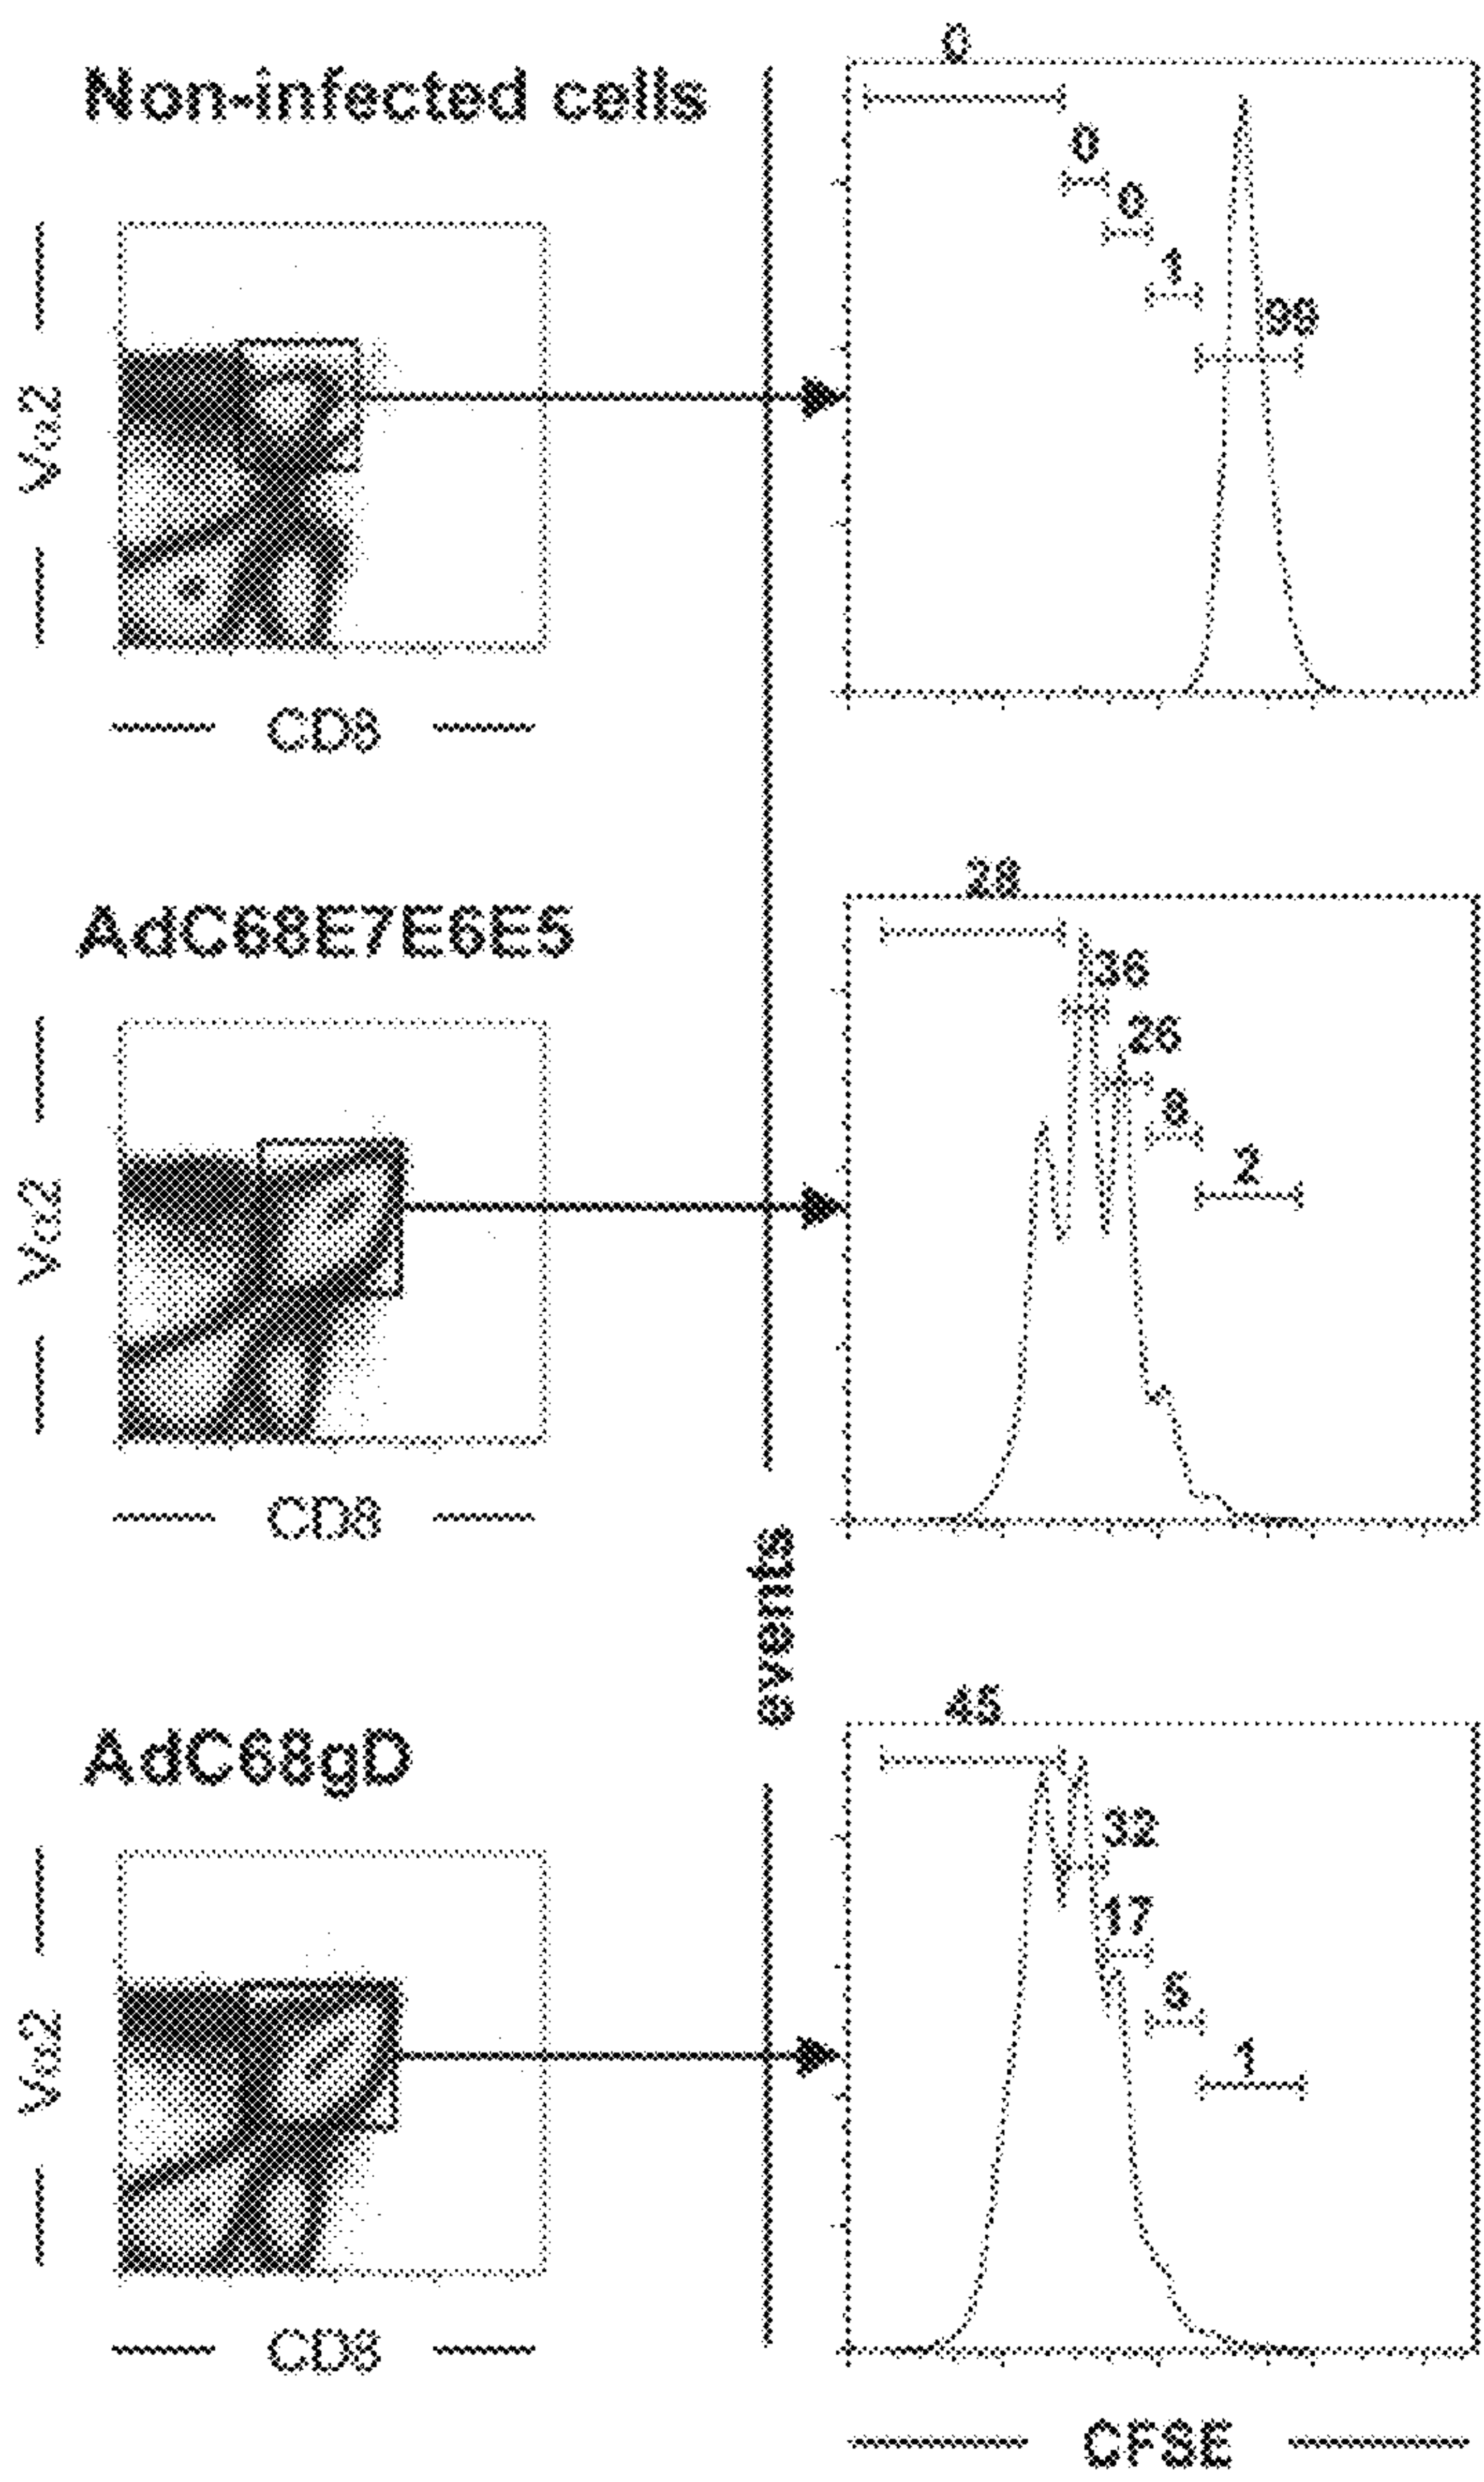 Non-infected cells
0
0
0
1
99
Vα2
CD8
AdC68E7E6E5
28
36
26
8
2
Vα2
CD8
events
AdC68gD
45
32
17
5
1
Vα2
CD8
CFSE